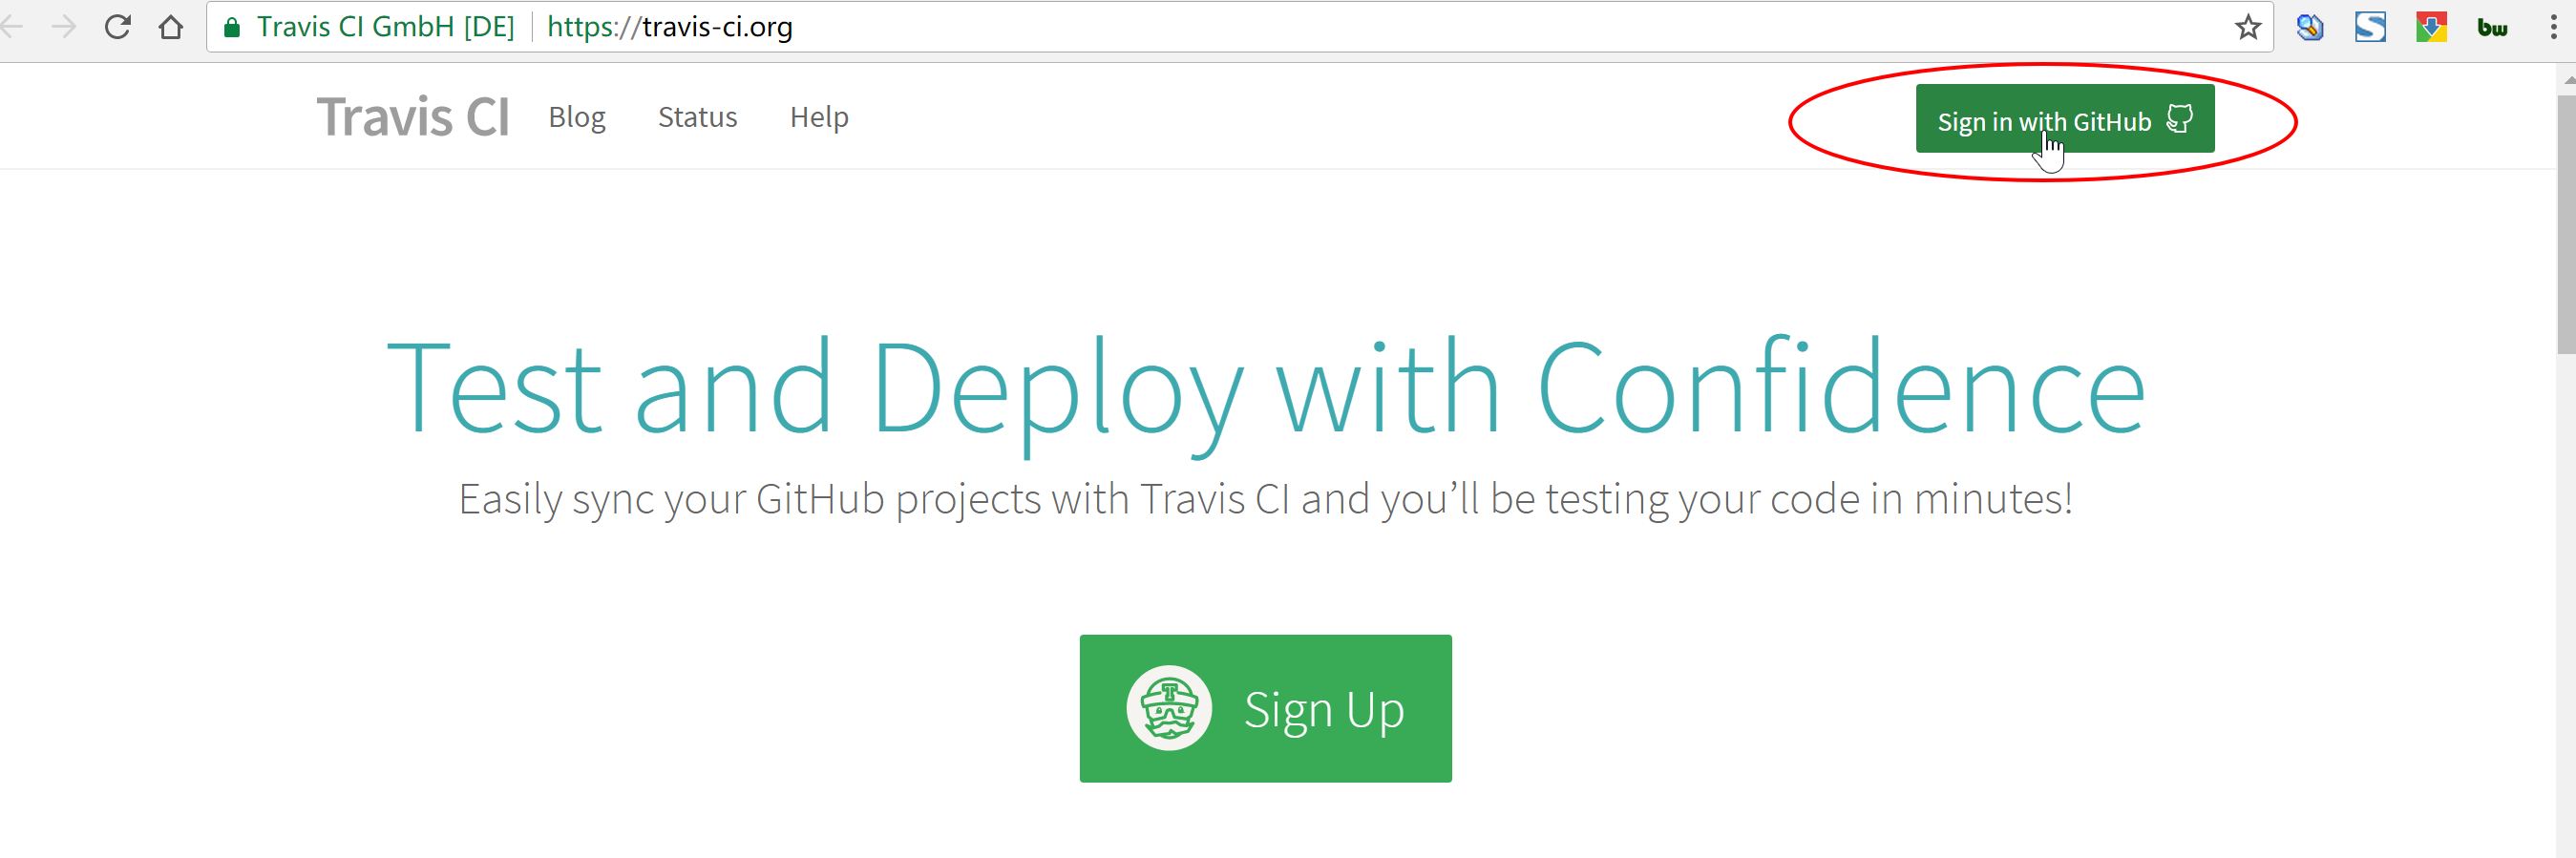 Travis CI GmbH [DE] https://travis-ci.org
bw
Travis CI Blog Status Help Sign in with GitHub
Test and Deploy with Confidence
Easily sync your GitHub projects with Travis CI and you’ll be testing your code in minutes!
Sign Up